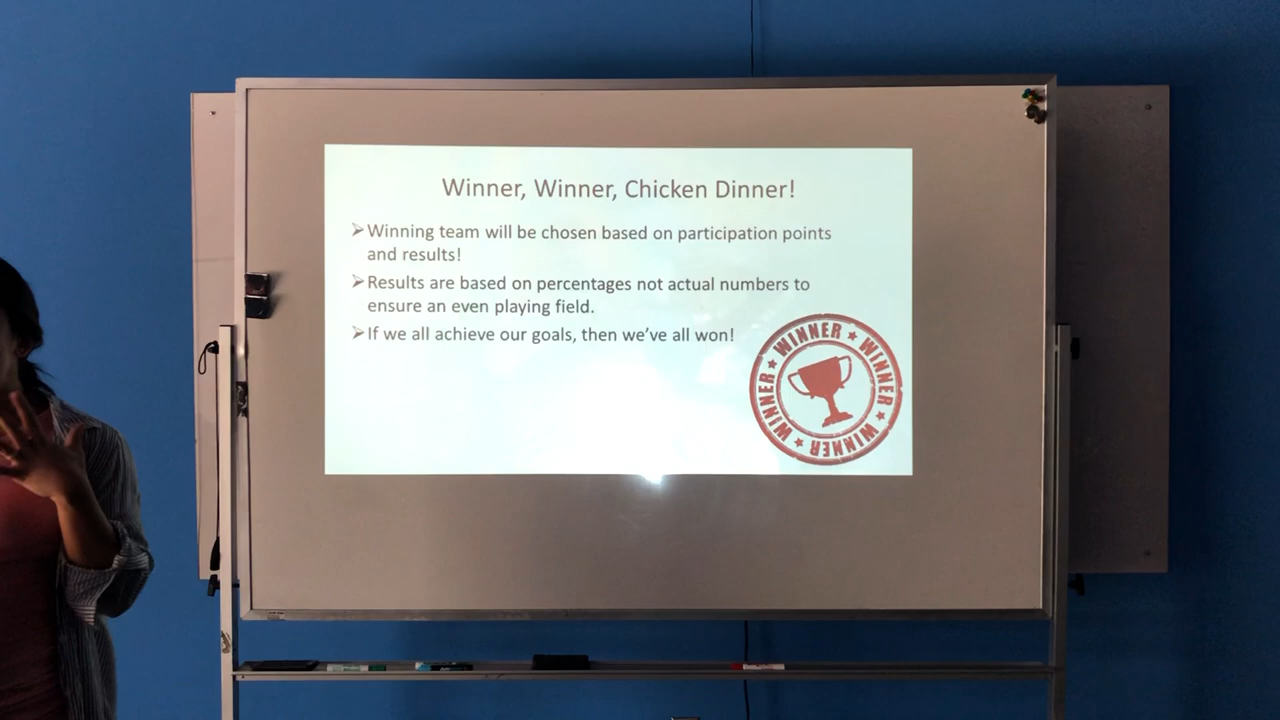 Winner, Winner, Chicken Dinner!
➢Winning team will be chosen based on participation points
and results!
➢Results are based on percentages not actual numbers to
ensure an even playing field.
➢If we all achieve our goals, then we've all won!
WINNER ★ WINNER ★ WINNER ★ WINNER ★